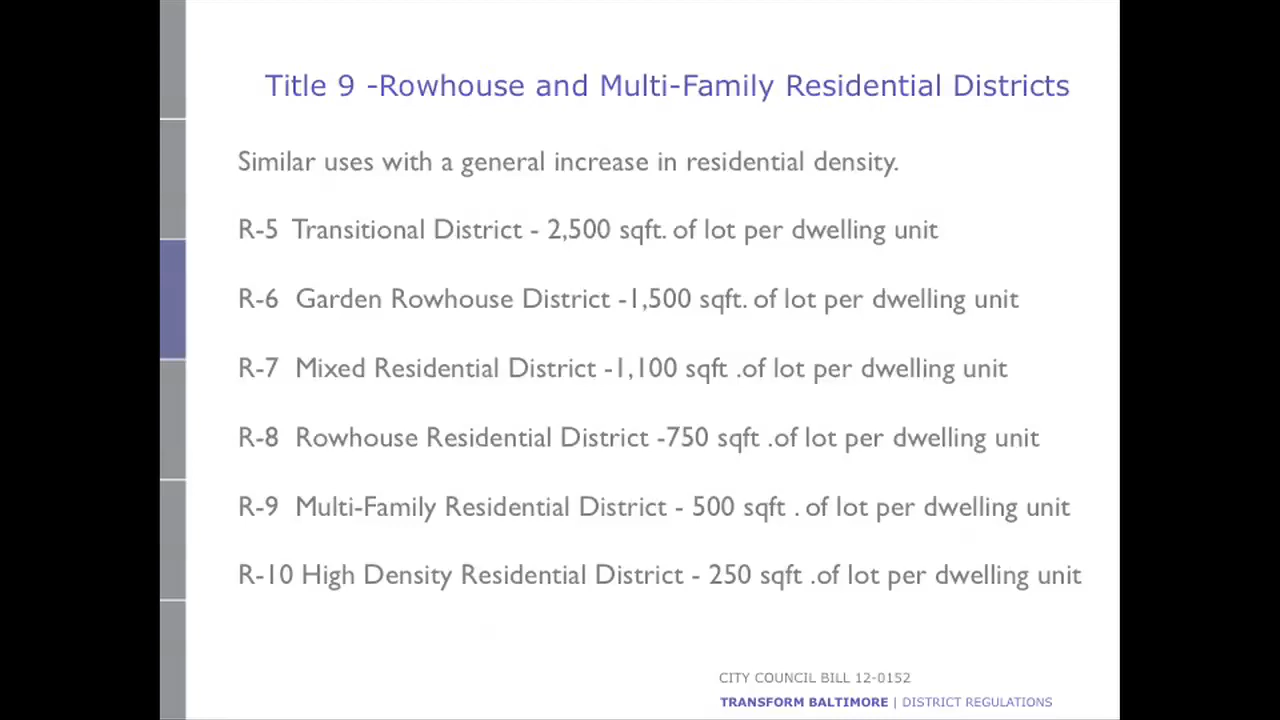 Title 9 -Rowhouse and Multi-Family Residential Districts
Similar uses with a general increase in residential density.
R-5 Transitional District - 2,500 sqft. of lot per dwelling unit
R-6 Garden Rowhouse District -1,500 sqft. of lot per dwelling unit
R-7 Mixed Residential District -1,100 sqft .of lot per dwelling unit
R-8 Rowhouse Residential District -750 sqft .of lot per dwelling unit
R-9 Multi-Family Residential District - 500 sqft . of lot per dwelling unit
R-10 High Density Residential District - 250 sqft .of lot per dwelling unit
CITY COUNCIL BILL 12-0152
TRANSFORM BALTIMORE | DISTRICT REGULATIONS